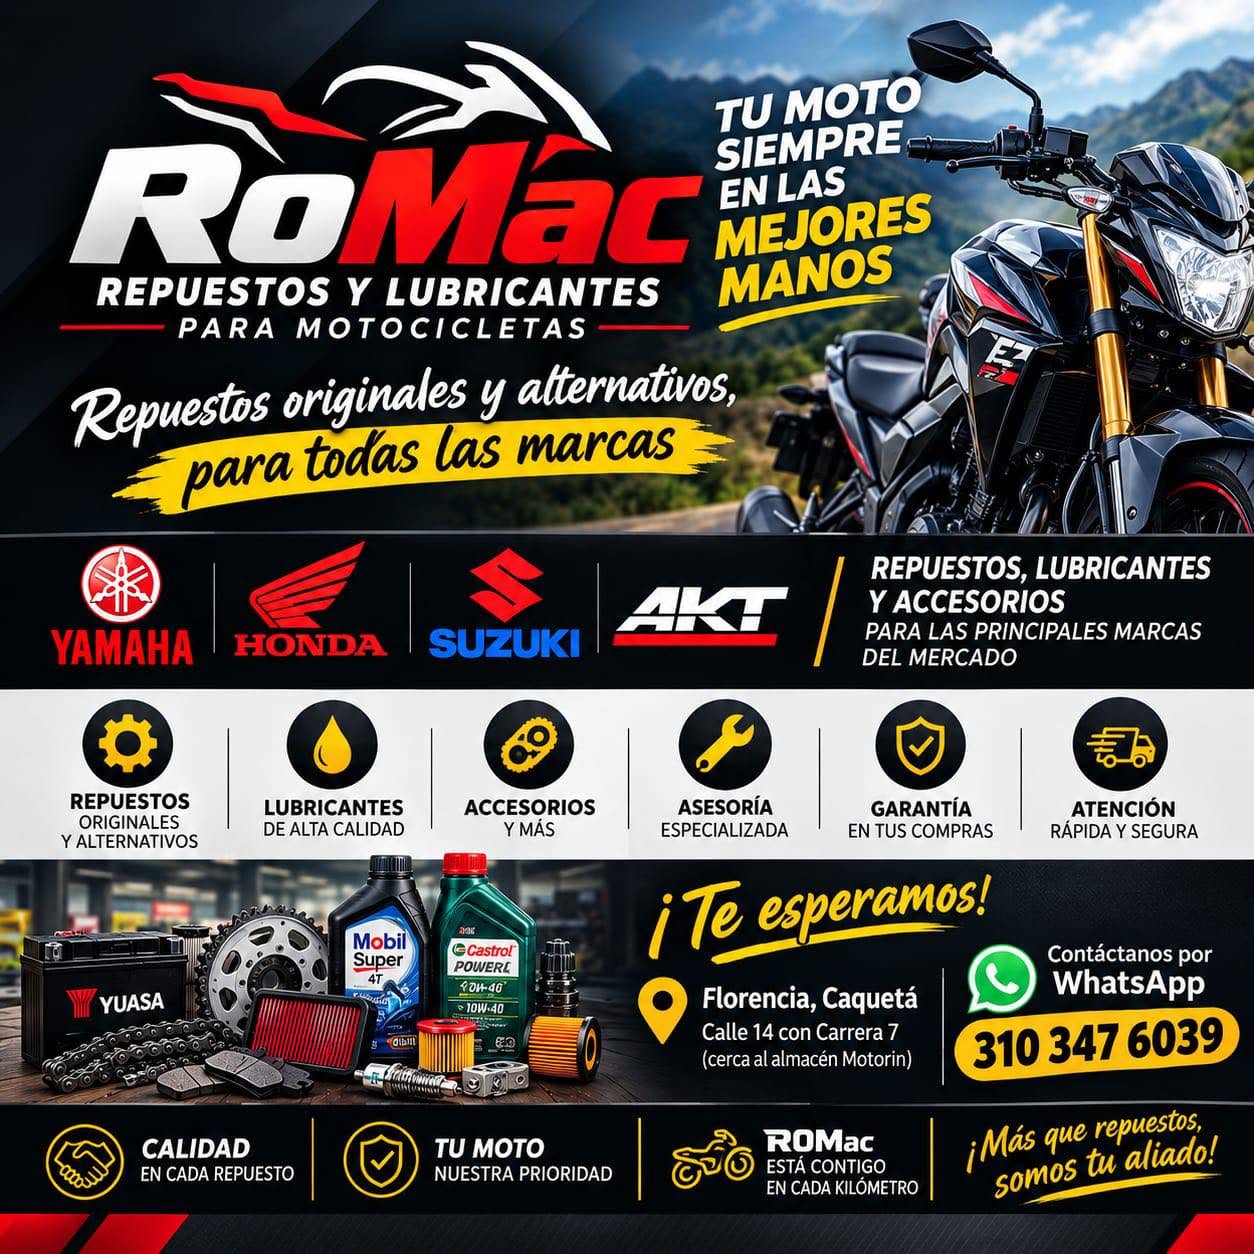 RoMac
REPUESTOS Y LUBRICANTES
PARA MOTOCICLETAS
TU MOTO
SIEMPRE
EN LAS
MEJORES
MANOS
Repuestos originales y alternativos,
para todas las marcas
FZ
YAMAHA
HONDA
SUZUKI
AKT
REPUESTOS, LUBRICANTES
Y ACCESORIOS
PARA LAS PRINCIPALES MARCAS
DEL MERCADO
REPUESTOS
ORIGINALES
Y ALTERNATIVOS
LUBRICANTES
DE ALTA CALIDAD
ACCESORIOS
Y MÁS
ASESORÍA
ESPECIALIZADA
GARANTÍA
EN TUS COMPRAS
ATENCIÓN
RÁPIDA Y SEGURA
YUASA
Mobil
Super
4T
Castrol
POWER1
10W-40
¡Te esperamos!
Florencia, Caquetá
Calle 14 con Carrera 7
(cerca al almacén Motorin)
Contáctanos por
WhatsApp
310 347 6039
CALIDAD
EN CADA REPUESTO
TU MOTO
NUESTRA PRIORIDAD
ROMac
ESTÁ CONTIGO
EN CADA KILÓMETRO
¡Más que repuestos,
somos tu aliado!